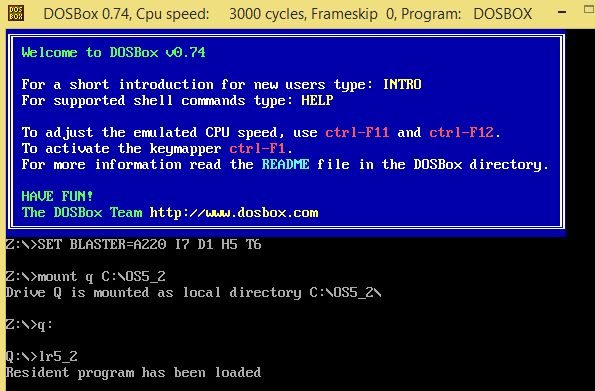 DOS
BOX
DOSBox 0.74, Cpu speed: 3000 cycles, Frameskip 0, Program: DOSBOX
Welcome to DOSBox v0.74
For a short introduction for new users type: INTRO
For supported shell commands type: HELP
To adjust the emulated CPU speed, use ctrl-F11 and ctrl-F12.
To activate the keymapper ctrl-F1.
For more information read the README file in the DOSBox directory.
HAVE FUN!
The DOSBox Team http://www.dosbox.com
Z:\>SET BLASTER=A220 I7 D1 H5 T6
Z:\>mount q C:\OS5_2
Drive Q is mounted as local directory C:\OS5_2\
Z:\>q:
Q:\>lr5_2
Resident program has been loaded